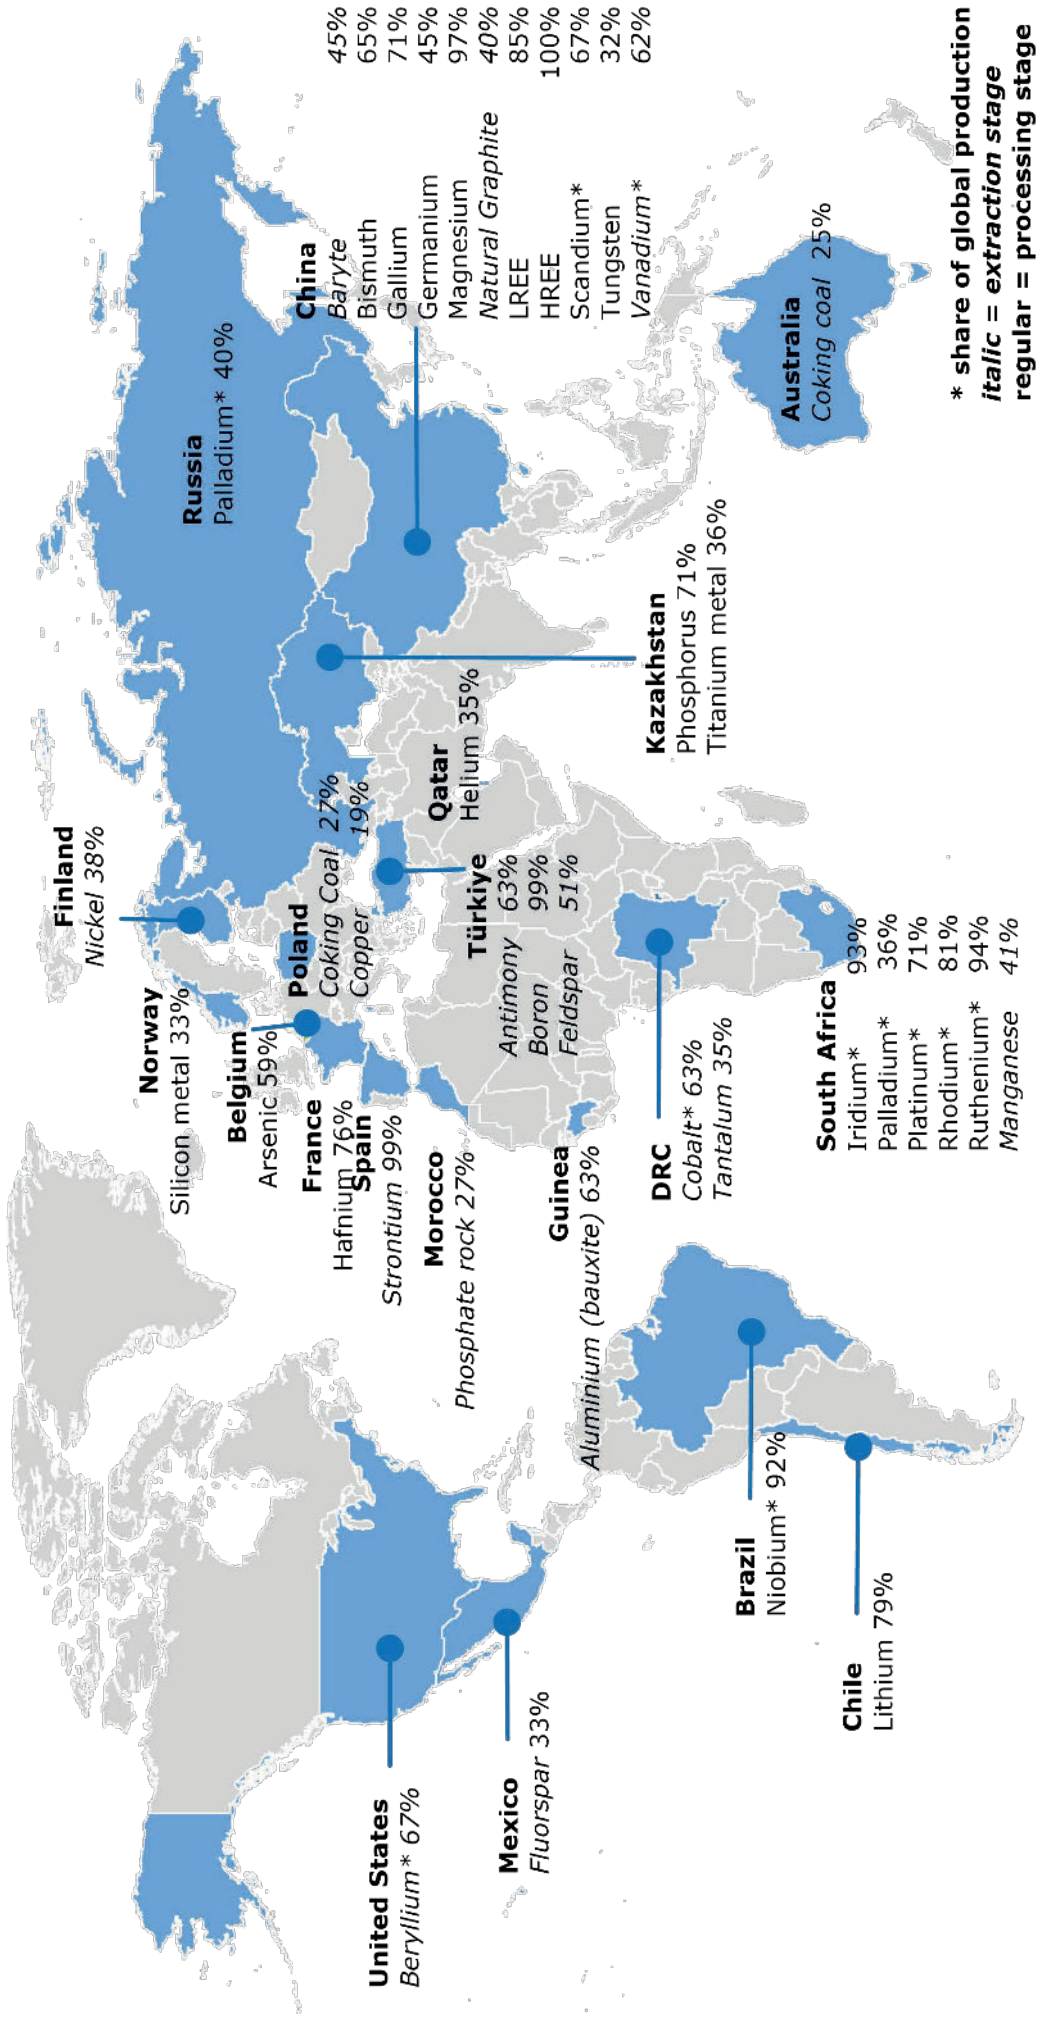 Finland
Nickel 38%
Norway
Silicon metal 33%
Belgium
Arsenic 59%
France
Hafnium 76%
Spain
Strontium 99%
Morocco
Phosphate rock 27%
Guinea
Aluminium (bauxite) 63%
Poland
Coking Coal 27%
Copper 19%
Russia
Palladium* 40%
China
Baryte 45%
Bismuth 65%
Gallium 71%
Germanium 45%
Magnesium 97%
Natural Graphite 40%
LREE 85%
HREE 100%
Scandium* 67%
Tungsten 32%
Vanadium* 62%
Qatar
Helium 35%
Türkiye
Antimony 63%
Boron 99%
Feldspar 51%
Kazakhstan
Phosphorus 71%
Titanium metal 36%
United States
Beryllium* 67%
Mexico
Fluorspar 33%
Brazil
Niobium* 92%
Chile
Lithium 79%
DRC
Cobalt* 63%
Tantalum 35%
South Africa
Iridium* 93%
Palladium* 36%
Platinum* 71%
Rhodium* 81%
Ruthenium* 94%
Manganese 41%
Australia
Coking coal 25%
* share of global production
italic = extraction stage
regular = processing stage